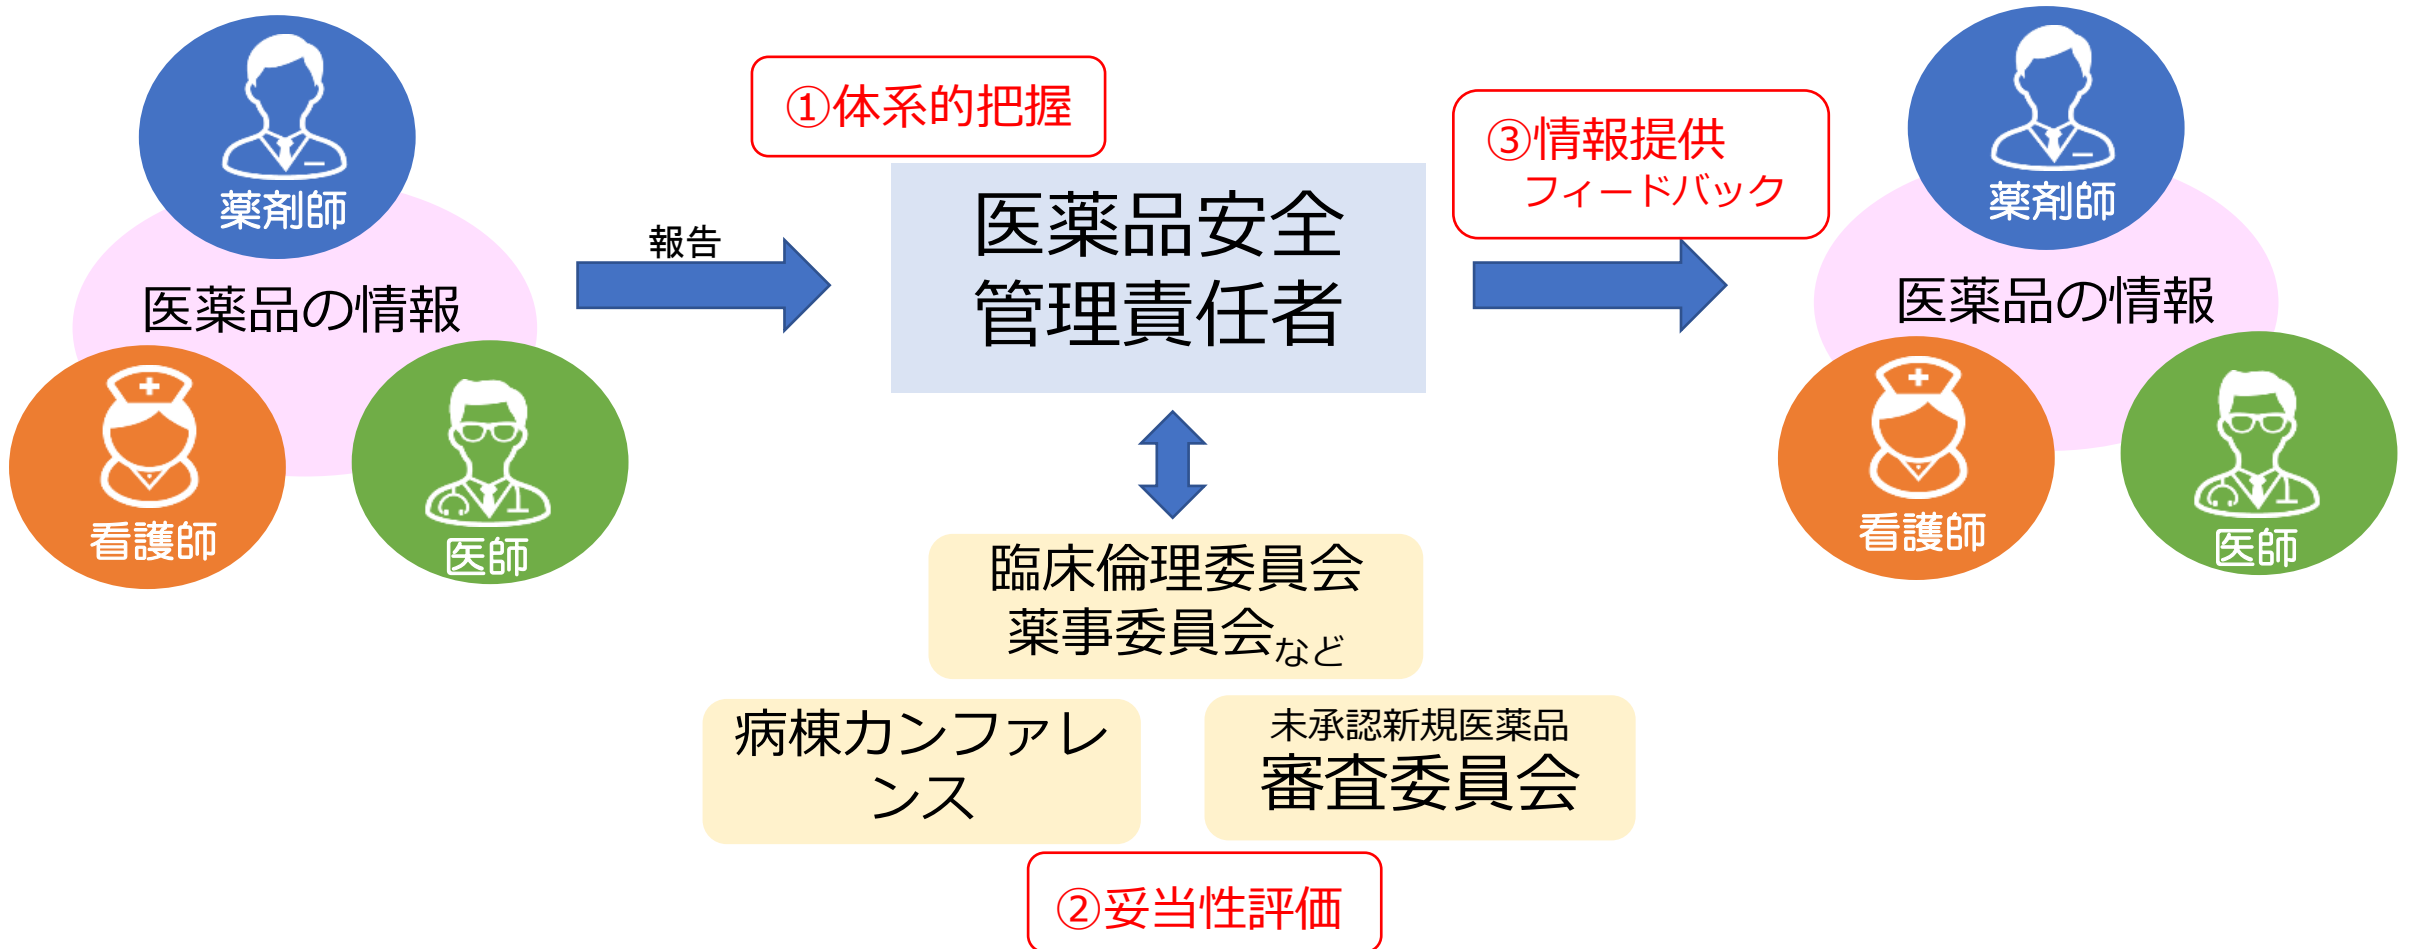 薬剤師
医薬品の情報
看護師
医師
報告
①体系的把握
医薬品安全
管理責任者
③情報提供
フィードバック
臨床倫理委員会
薬事委員会など
病棟カンファレ
ンス
未承認新規医薬品
審査委員会
②妥当性評価
薬剤師
医薬品の情報
看護師
医師